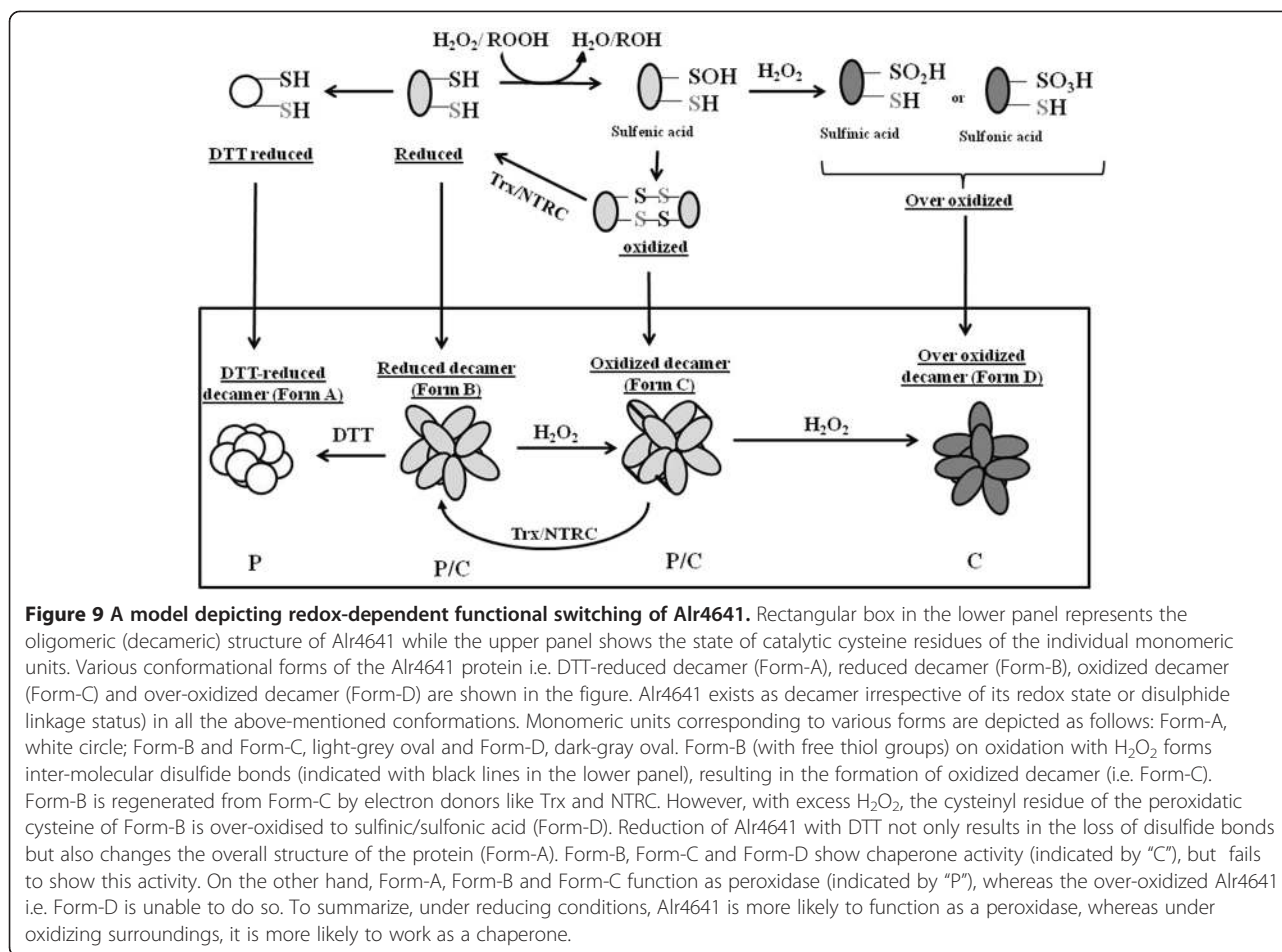 H₂O₂/ ROOH H₂O/ROH
SH SH SOH H₂O₂ SO₂H SO₃H
SH SH SH SH or SH
Sulfenic acid Sulfinic acid Sulfonic acid
DTT reduced Reduced
Trx/NTRC
S S
S S
oxidized
Over oxidized
DTT-reduced
decamer (Form A)
Reduced decamer
(Form B)
Oxidized decamer
(Form C)
Over oxidized
decamer (Form D)
DTT H₂O₂ H₂O₂
Trx/NTRC
P P/C P/C C
Figure 9 A model depicting redox-dependent functional switching of Alr4641. Rectangular box in the lower panel represents the
oligomeric (decameric) structure of Alr4641 while the upper panel shows the state of catalytic cysteine residues of the individual monomeric
units. Various conformational forms of the Alr4641 protein i.e. DTT-reduced decamer (Form-A), reduced decamer (Form-B), oxidized decamer
(Form-C) and over-oxidized decamer (Form-D) are shown in the figure. Alr4641 exists as decamer irrespective of its redox state or disulphide
linkage status) in all the above-mentioned conformations. Monomeric units corresponding to various forms are depicted as follows: Form-A,
white circle; Form-B and Form-C, light-grey oval and Form-D, dark-gray oval. Form-B (with free thiol groups) on oxidation with H₂O₂ forms
inter-molecular disulfide bonds (indicated with black lines in the lower panel), resulting in the formation of oxidized decamer (i.e. Form-C).
Form-B is regenerated from Form-C by electron donors like Trx and NTRC. However, with excess H₂O₂, the cysteinyl residue of the peroxidatic
cysteine of Form-B is over-oxidised to sulfinic/sulfonic acid (Form-D). Reduction of Alr4641 with DTT not only results in the loss of disulfide bonds
but also changes the overall structure of the protein (Form-A). Form-B, Form-C and Form-D show chaperone activity (indicated by “C”), but fails
to show this activity. On the other hand, Form-A, Form-B and Form-C function as peroxidase (indicated by “P”), whereas the over-oxidized Alr4641
i.e. Form-D is unable to do so. To summarize, under reducing conditions, Alr4641 is more likely to function as a peroxidase, whereas under
oxidizing surroundings, it is more likely to work as a chaperone.